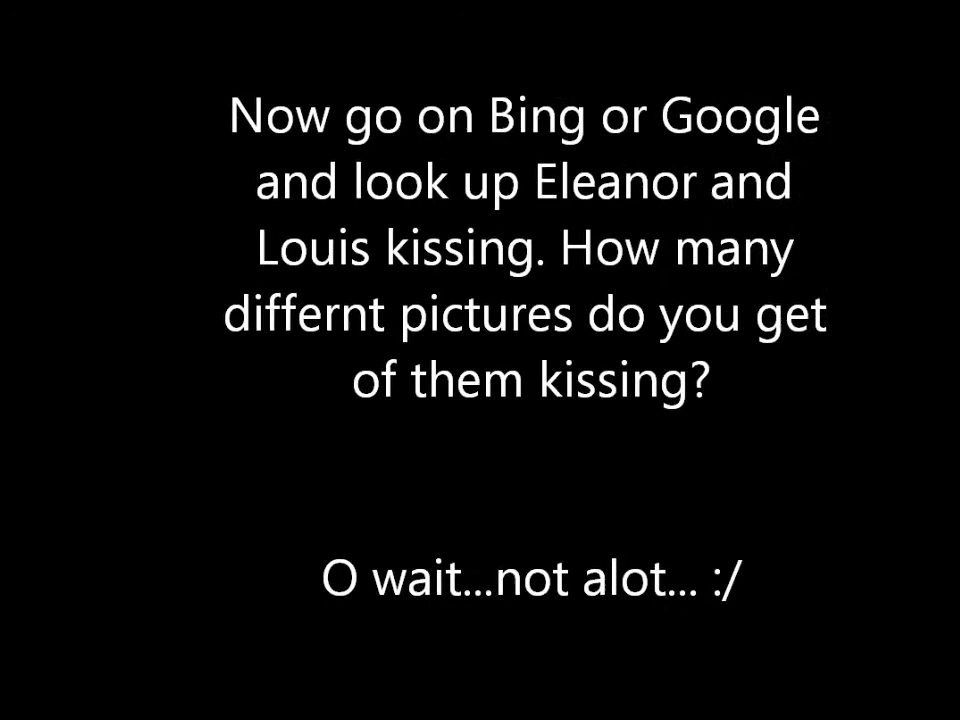 Now go on Bing or Google
and look up Eleanor and
Louis kissing. How many
differnt pictures do you get
of them kissing?
O wait...not alot... :/